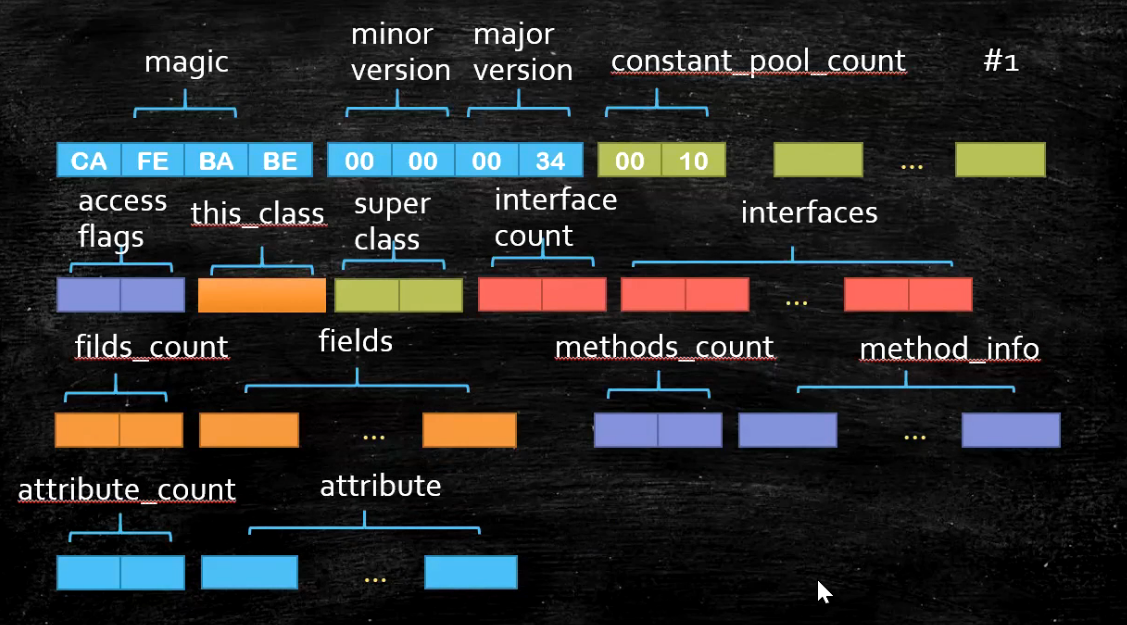 magic
minor
version
major
version
constant_pool_count
#1
CA FE BA BE 00 00 00 34 00 10 ...
access
flags
this_class
super
class
interface
count
interfaces
...
filds_count
fields
methods_count
method_info
... ...
attribute_count
attribute
...